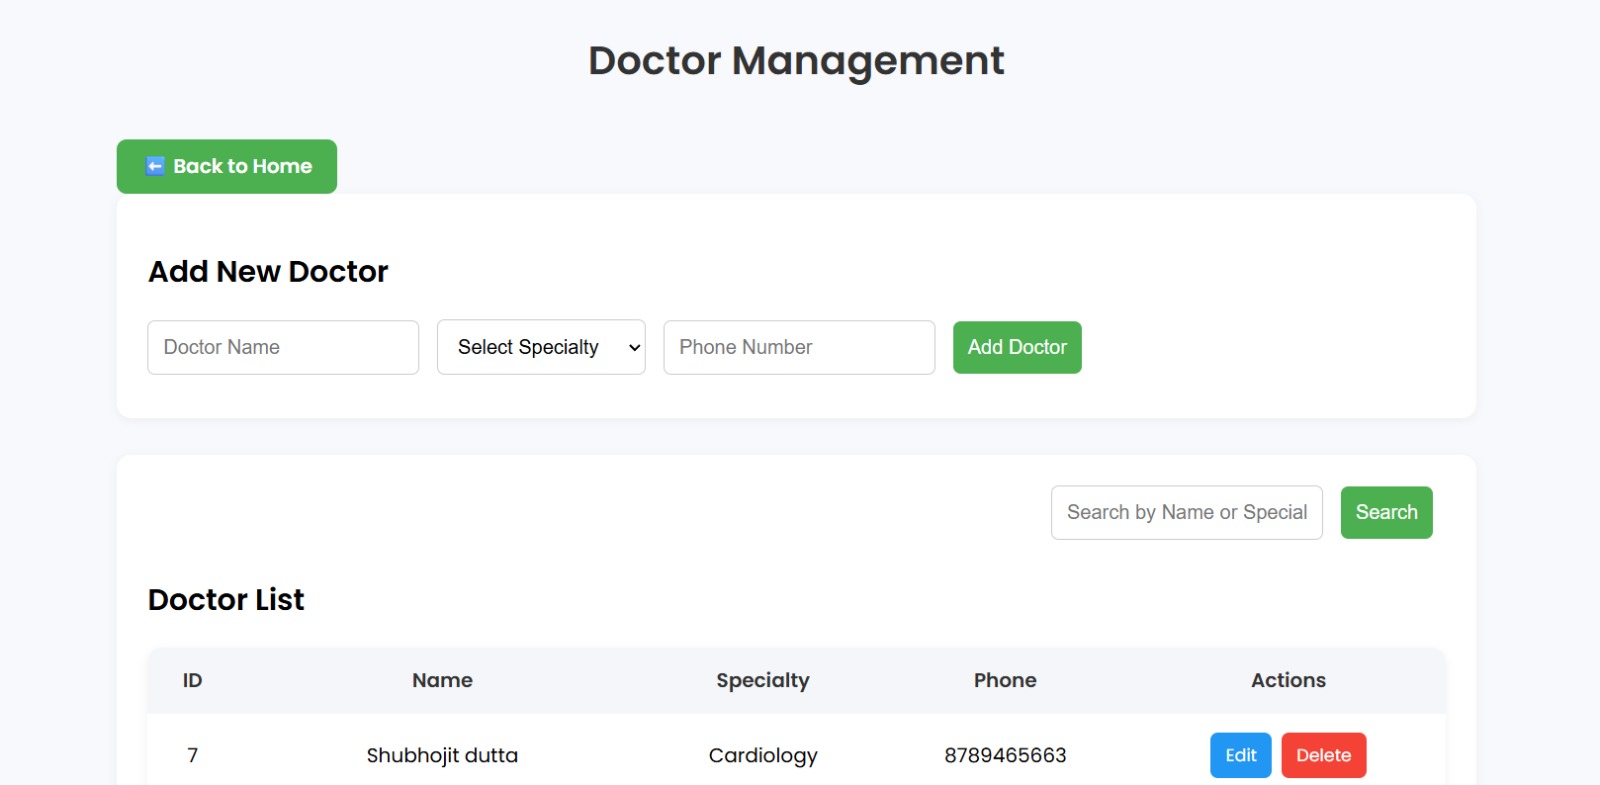 Doctor Management
⬅️ Back to Home
Add New Doctor
Doctor Name Select Specialty Phone Number Add Doctor
Search by Name or Special Search
Doctor List
ID Name Specialty Phone Actions
7 Shubhojit dutta Cardiology 8789465663 Edit Delete